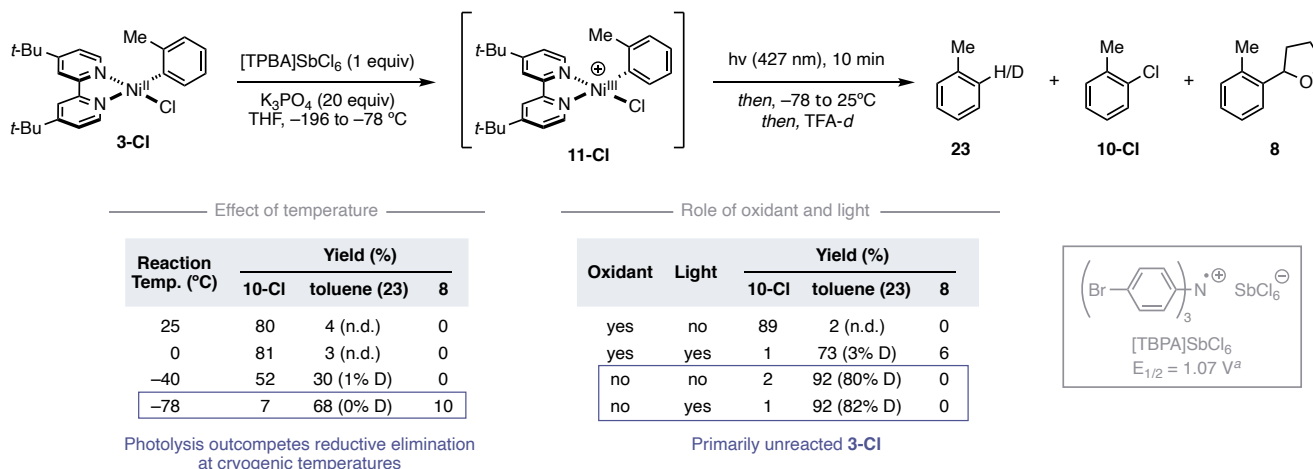 t-Bu
t-Bu
N
N
Ni^II
Cl
Me
3-Cl
[TPBA]SbCl₆ (1 equiv)
K₃PO₄ (20 equiv)
THF, –196 to –78 ºC
t-Bu
t-Bu
N
N
⊕
Ni^III
Cl
Me
11-Cl
hν (427 nm), 10 min
then, –78 to 25ºC
then, TFA-d
Me
H/D
23
+
Me
Cl
10-Cl
+
Me
O
8
Effect of temperature
Reaction Temp. (ºC) Yield (%)
10-Cl toluene (23) 8
25 80 4 (n.d.) 0
0 81 3 (n.d.) 0
–40 52 30 (1% D) 0
–78 7 68 (0% D) 10
Photolysis outcompetes reductive elimination
at cryogenic temperatures
Role of oxidant and light
Oxidant Light Yield (%)
10-Cl toluene (23) 8
yes no 89 2 (n.d.) 0
yes yes 1 73 (3% D) 6
no no 2 92 (80% D) 0
no yes 1 92 (82% D) 0
Primarily unreacted 3-Cl
(Br N)₃ •⊕ SbCl₆⊖
[TBPA]SbCl₆
E₁/₂ = 1.07 Vᵃ